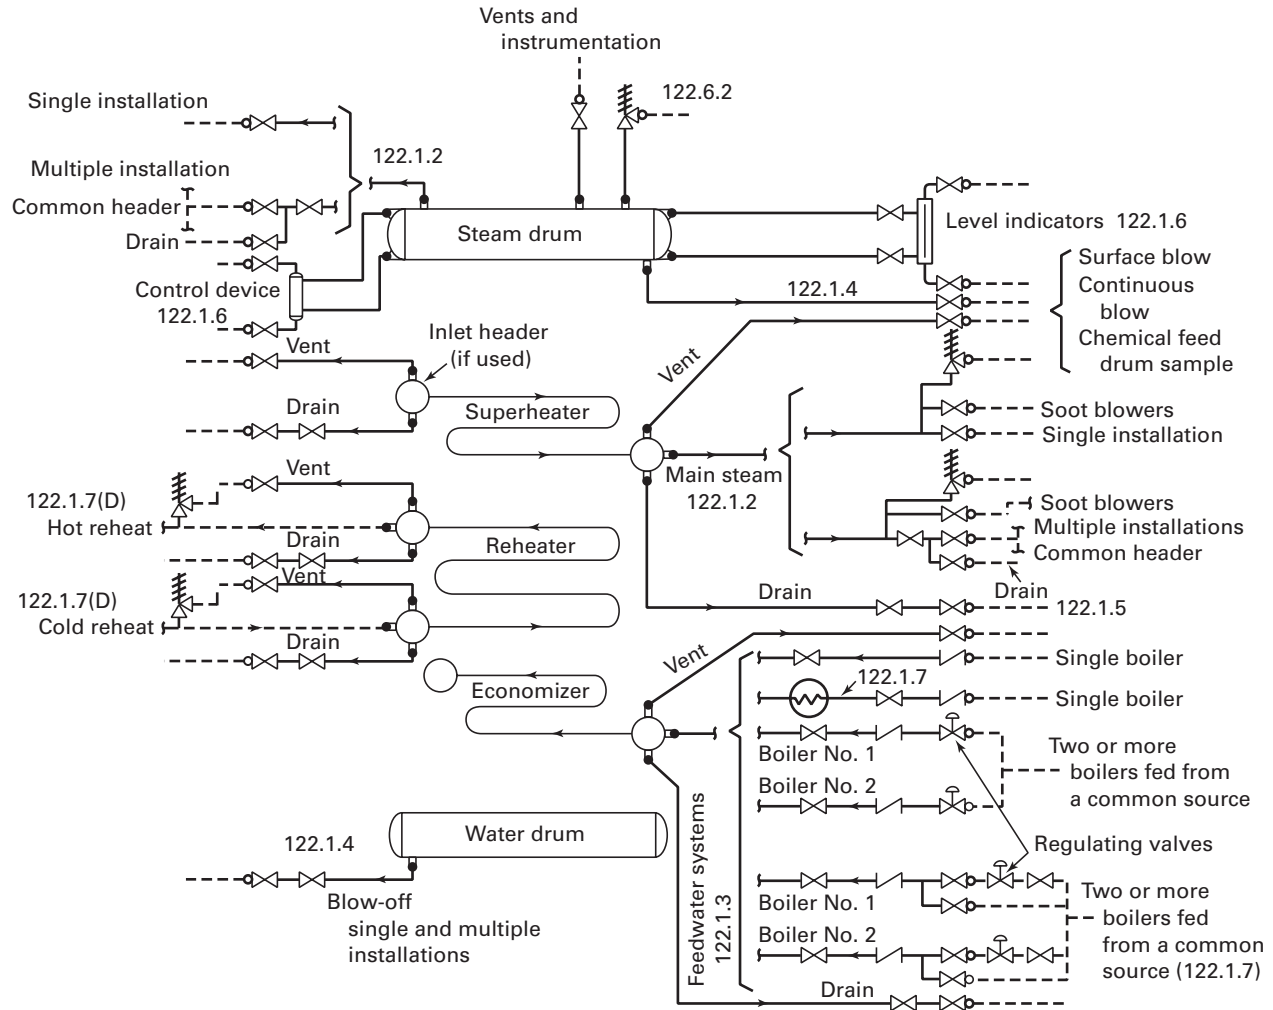 Vents and
instrumentation
Single installation
122.6.2
122.1.2
Multiple installation
Common header
Drain
Steam drum
Level indicators 122.1.6
Surface blow
Continuous
blow
Chemical feed
drum sample
Control device
122.1.6
122.1.4
Inlet header
(if used)
Vent
Vent
Drain
Superheater
Soot blowers
Single installation
Main steam
122.1.2
Vent
122.1.7(D)
Hot reheat
Drain
Reheater
Soot blowers
Multiple installations
Common header
Drain
Vent
122.1.7(D)
Cold reheat
Drain
Drain
122.1.5
Vent
Single boiler
122.1.7
Single boiler
Economizer
Boiler No. 1
Two or more
boilers fed from
a common source
Boiler No. 2
Regulating valves
Water drum
122.1.4
Blow-off
single and multiple
installations
Feedwater systems
122.1.3
Boiler No. 1
Two or more
boilers fed
from a common
source (122.1.7)
Boiler No. 2
Drain